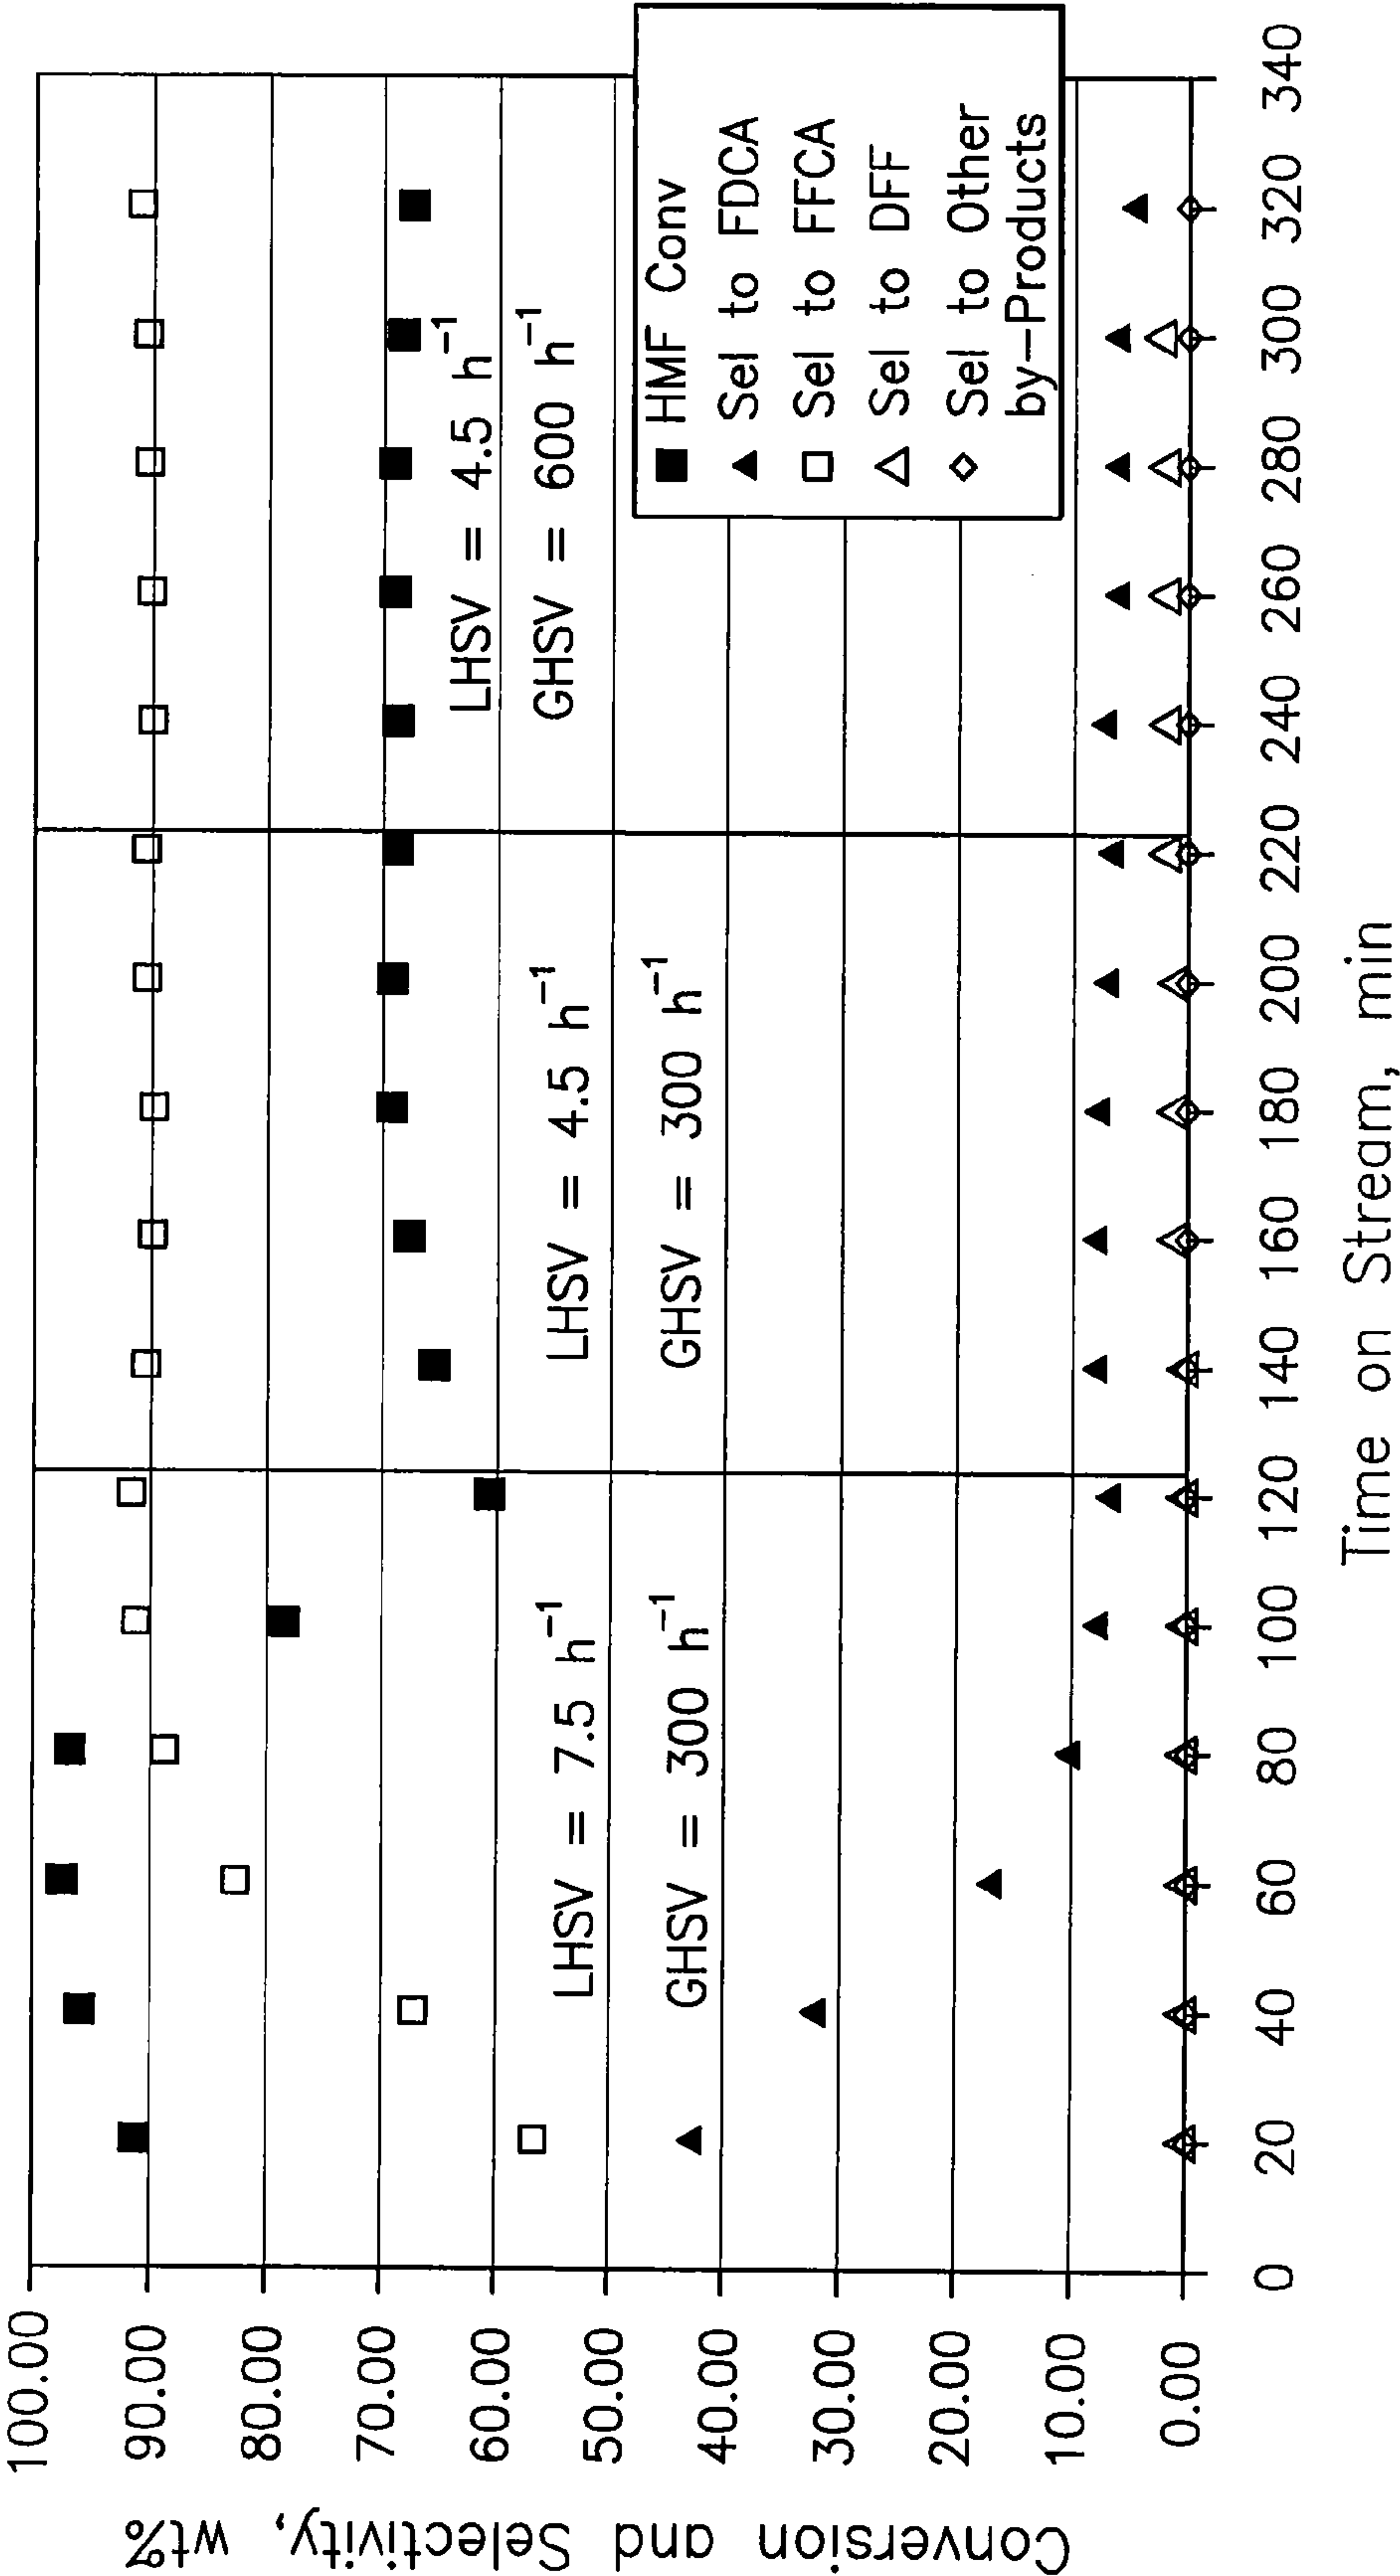 Conversion and Selectivity, wt%
100.00
90.00
80.00
70.00
60.00
50.00
40.00
30.00
20.00
10.00
0.00
LHSV = 7.5 h⁻¹
GHSV = 300 h⁻¹
LHSV = 4.5 h⁻¹
GHSV = 300 h⁻¹
LHSV = 4.5 h⁻¹
GHSV = 600 h⁻¹
HMF Conv
Sel to FDCA
Sel to FFCA
Sel to DFF
Sel to Other
by-Products
0 20 40 60 80 100 120 140 160 180 200 220 240 260 280 300 320 340
Time on Stream, min